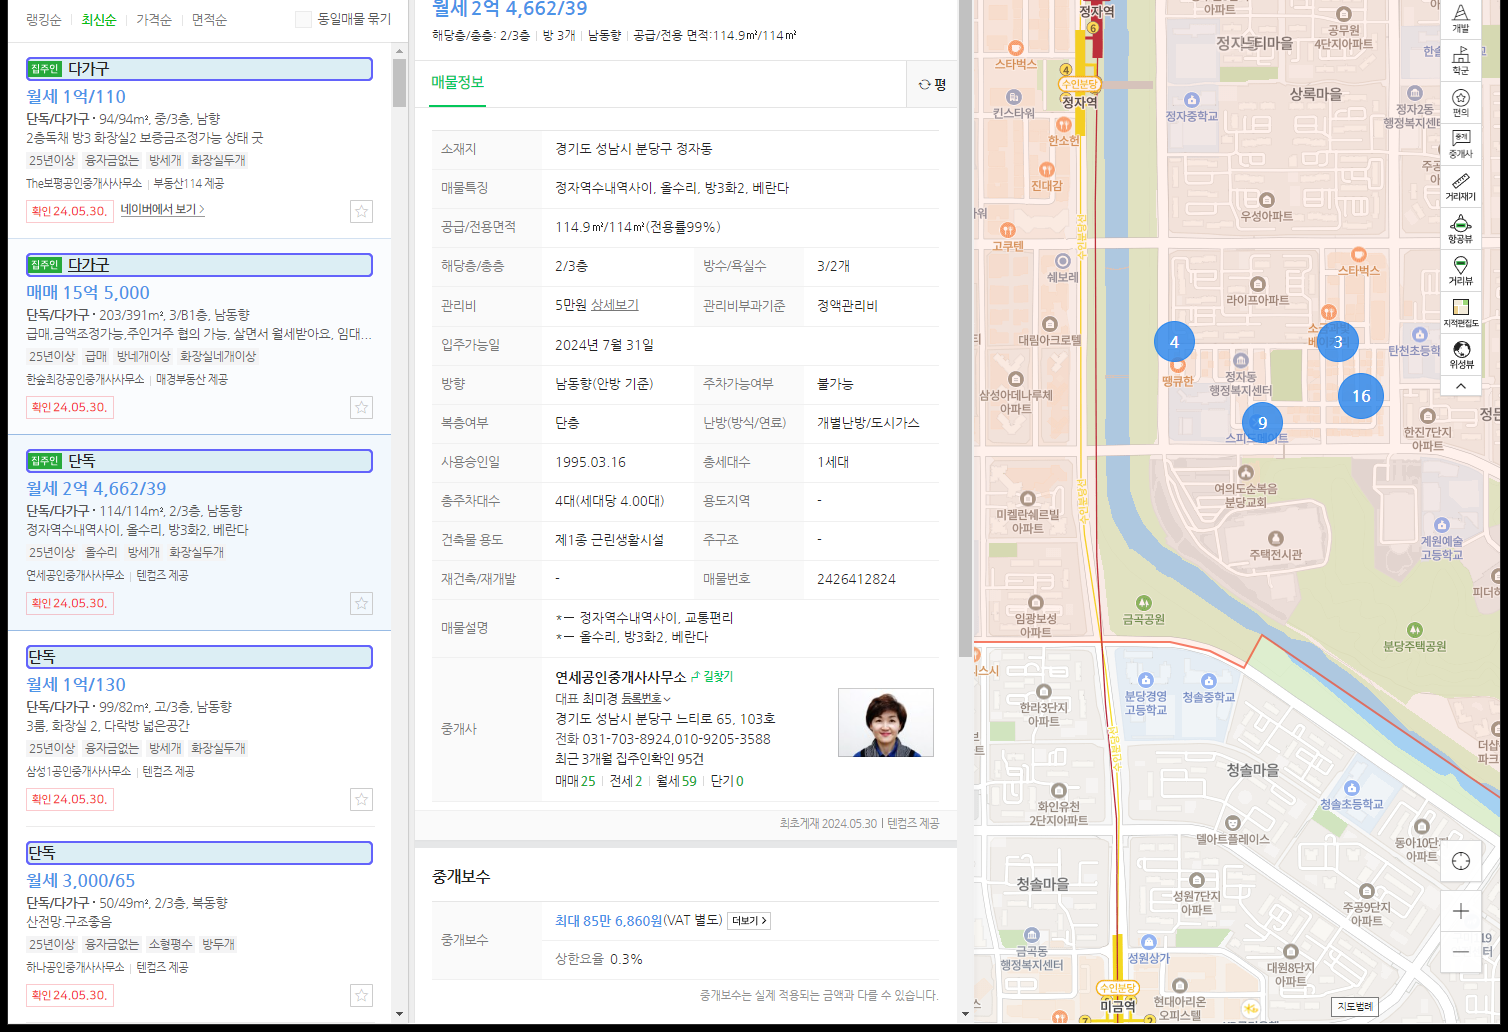 랭킹순 최신순 가격순 면적순 동일매물 묶기
집주인 다가구
월세 1억/110
단독/다가구 · 94/94m², 중/3층, 남향
2층독채 방3 화장실2 보증금조정가능 상태 굿
25년이상 융자금없는 방세개 화장실두개
The보평공인중개사사무소 부동산114 제공
확인 24.05.30. 네이버에서 보기
집주인 다가구
매매 15억 5,000
단독/다가구 · 203/391m², 3/B1층, 남동향
급매,금액조정가능,주인거주 협의 가능, 살면서 월세받아요, 임대...
25년이상 급매 방네개이상 화장실네개이상
한숲최강공인중개사사무소 매경부동산 제공
확인 24.05.30.
집주인 단독
월세 2억 4,662/39
단독/다가구 · 114/114m², 2/3층, 남동향
정자역수내역사이, 올수리, 방3화2, 베란다
25년이상 올수리 방세개 화장실두개
연세공인중개사사무소 텐컴즈 제공
확인 24.05.30.
단독
월세 1억/130
단독/다가구 · 99/82m², 고/3층, 남동향
3룸, 화장실 2, 다락방 넓은공간
25년이상 융자금없는 방세개 화장실두개
삼성1공인중개사사무소 텐컴즈 제공
확인 24.05.30.
단독
월세 3,000/65
단독/다가구 · 50/49m², 2/3층, 북동향
산전망.구조좋음
25년이상 융자금없는 소형평수 방두개
하나공인중개사사무소 텐컴즈 제공
확인 24.05.30.
월세 2억 4,662/39
해당층/총층: 2/3층 방 3개 남동향 공급/전용 면적:114.9㎡/114㎡
매물정보 평
소재지 경기도 성남시 분당구 정자동
매물특징 정자역수내역사이, 올수리, 방3화2, 베란다
공급/전용면적 114.9㎡/114㎡(전용률99%)
해당층/총층 2/3층 방수/욕실수 3/2개
관리비 5만원 상세보기 관리비부과기준 정액관리비
입주가능일 2024년 7월 31일
방향 남동향(안방 기준) 주차가능여부 불가능
복층여부 단층 난방(방식/연료) 개별난방/도시가스
사용승인일 1995.03.16 총세대수 1세대
총주차대수 4대(세대당 4.00대) 용도지역 -
건축물 용도 제1종 근린생활시설 주구조 -
재건축/재개발 - 매물번호 2426412824
매물설명
*ㅡ 정자역수내역사이, 교통편리
*ㅡ 올수리, 방3화2, 베란다
중개사
연세공인중개사사무소 길찾기
대표 최미경 등록번호
경기도 성남시 분당구 느티로 65, 103호
전화 031-703-8924,010-9205-3588
최근 3개월 집주인확인 95건
매매 25 전세 2 월세 59 단기 0
최초게재 2024.05.30 텐컴즈 제공
중개보수
중개보수 최대 85만 6,860원(VAT 별도) 더보기
상한요율 0.3%
중개보수는 실제 적용되는 금액과 다를 수 있습니다.
정자역
6
스타벅스
4
수인분당
정자역
킨스타워
한소헌
진대감
정자중학교
아파트
공무원
4단지아파트
정자느티마을
상록마을
정자2동
행정복지센터
우성아파트
고쿠텐
쉐보레
수인분당선
스타벅스
라이프아파트
대림아크로텔
4
3
땡큐한
정자동
행정복지센터
탄천초등학교
삼성아데나루체
아파트
16
9
한진7단지
아파트
여의도순복음
분당교회
미켈란쉐르빌
아파트
수인분당선
주택전시관
계원예술
고등학교
임광보성
아파트
금곡공원
분당주택공원
분당경영
고등학교
청솔중학교
한라3단지
아파트
수인분당선
청솔마을
화인유천
2단지아파트
청솔초등학교
델아트플레이스
동아10단지
아파트
청솔마을
성원7단지
아파트
주공9단지
아파트
금곡동
행정복지센터
성원상가
대원8단지
아파트
수인분당
미금역
7
2
현대아리온
오피스텔
개발
학군
편의
중개
중개사
거리재기
항공뷰
거리뷰
지적편집도
위성뷰
지도범례